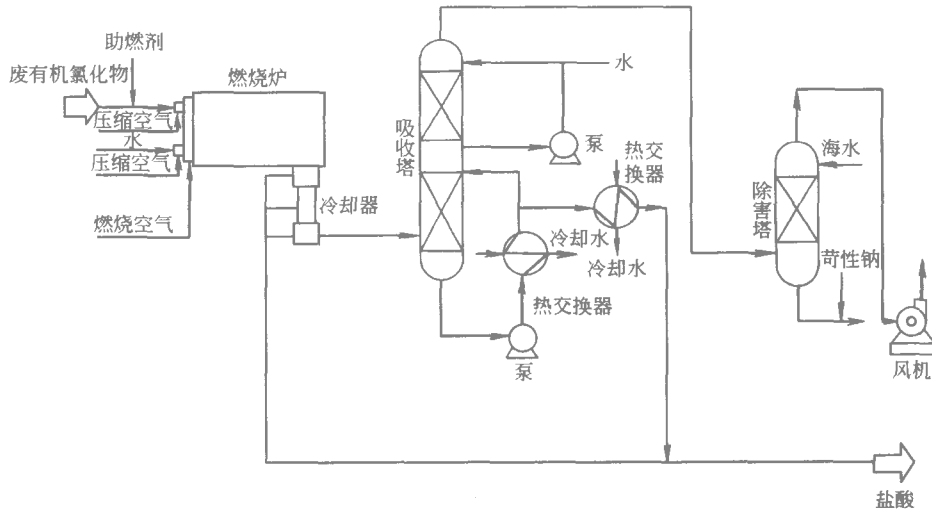 助燃剂
废有机氯化物
压缩空气
水
压缩空气
燃烧空气
燃烧炉
冷却器
吸收塔
水
泵
热交
换器
冷却水
冷却水
热交换器
泵
海水
除害塔
苛性钠
风机
盐酸